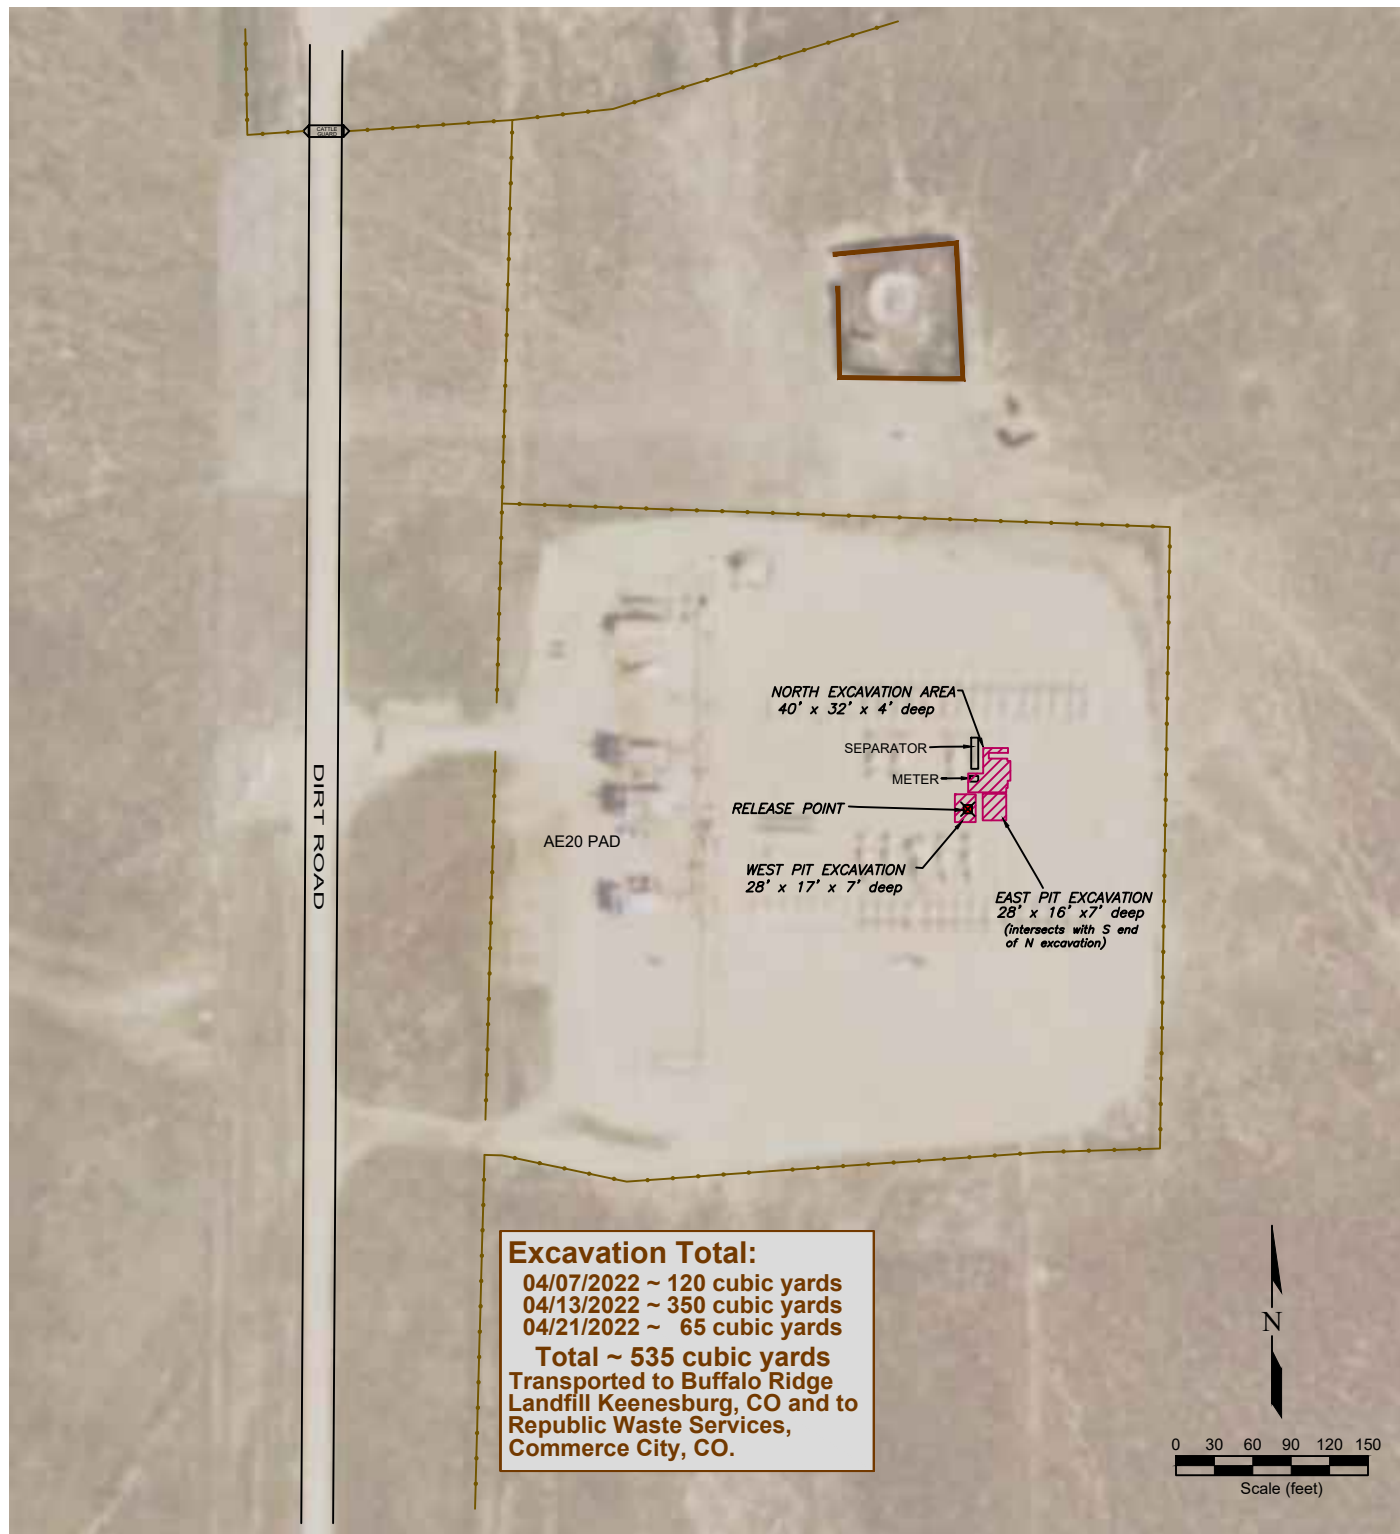 CATTLE
GUARD
NORTH EXCAVATION AREA
40' x 32' x 4' deep
SEPARATOR
METER
RELEASE POINT
DIRT ROAD
AE20 PAD
WEST PIT EXCAVATION
28' x 17' x 7' deep
EAST PIT EXCAVATION
28' x 16' x7' deep
(intersects with S end
of N excavation)
Excavation Total:
04/07/2022 ~ 120 cubic yards
04/13/2022 ~ 350 cubic yards
04/21/2022 ~ 65 cubic yards
Total ~ 535 cubic yards
Transported to Buffalo Ridge
Landfill Keenesburg, CO and to
Republic Waste Services,
Commerce City, CO.
N
0 30 60 90 120 150
Scale (feet)